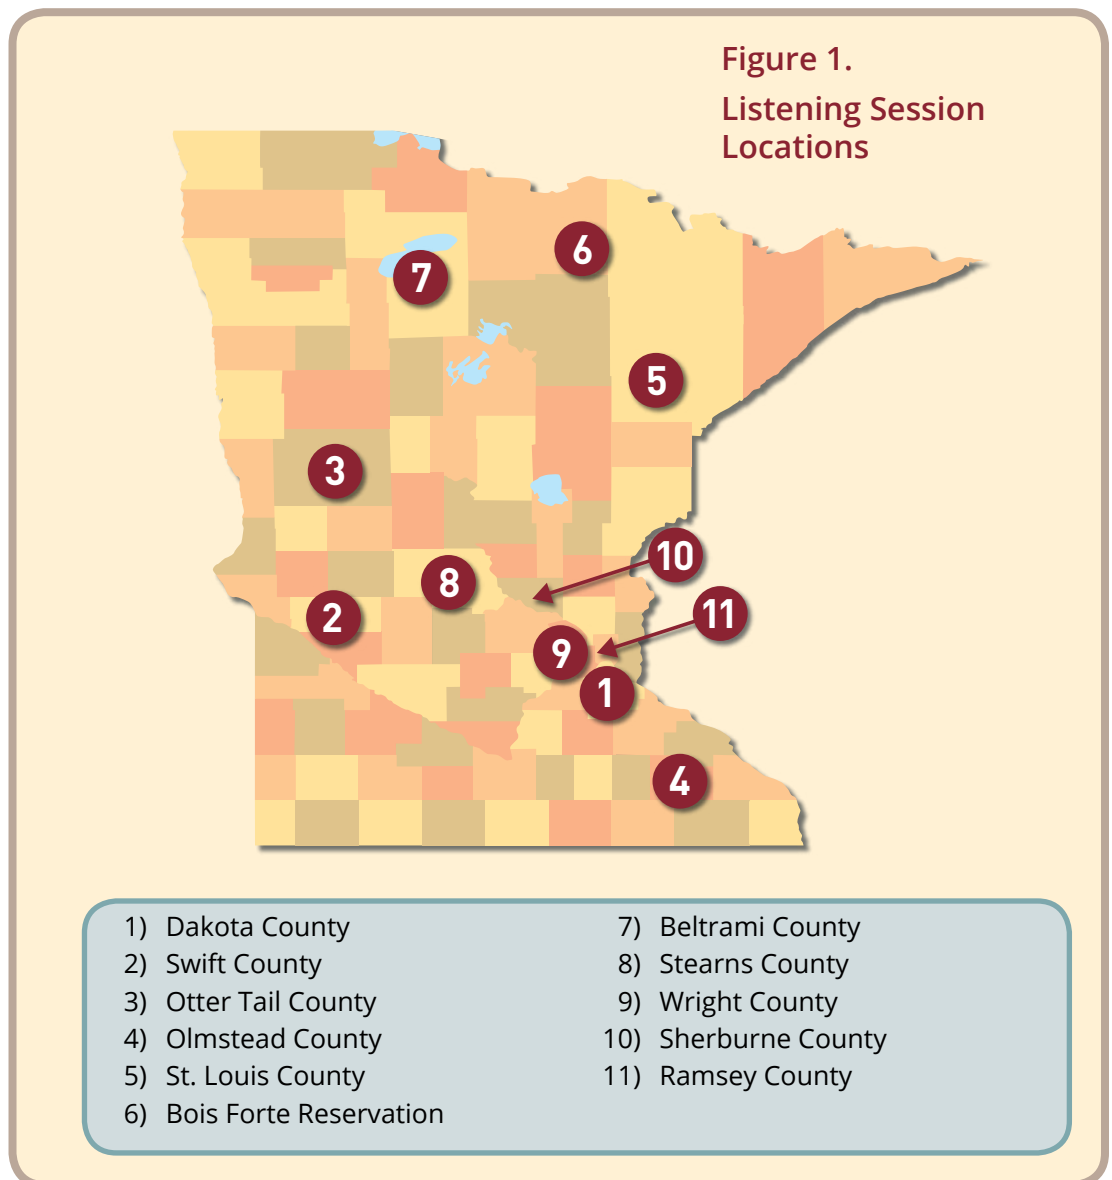 Figure 1.
Listening Session
Locations
6
7
5
3
10
8
11
2
9
1
4
1) Dakota County
2) Swift County
3) Otter Tail County
4) Olmstead County
5) St. Louis County
6) Bois Forte Reservation
7) Beltrami County
8) Stearns County
9) Wright County
10) Sherburne County
11) Ramsey County